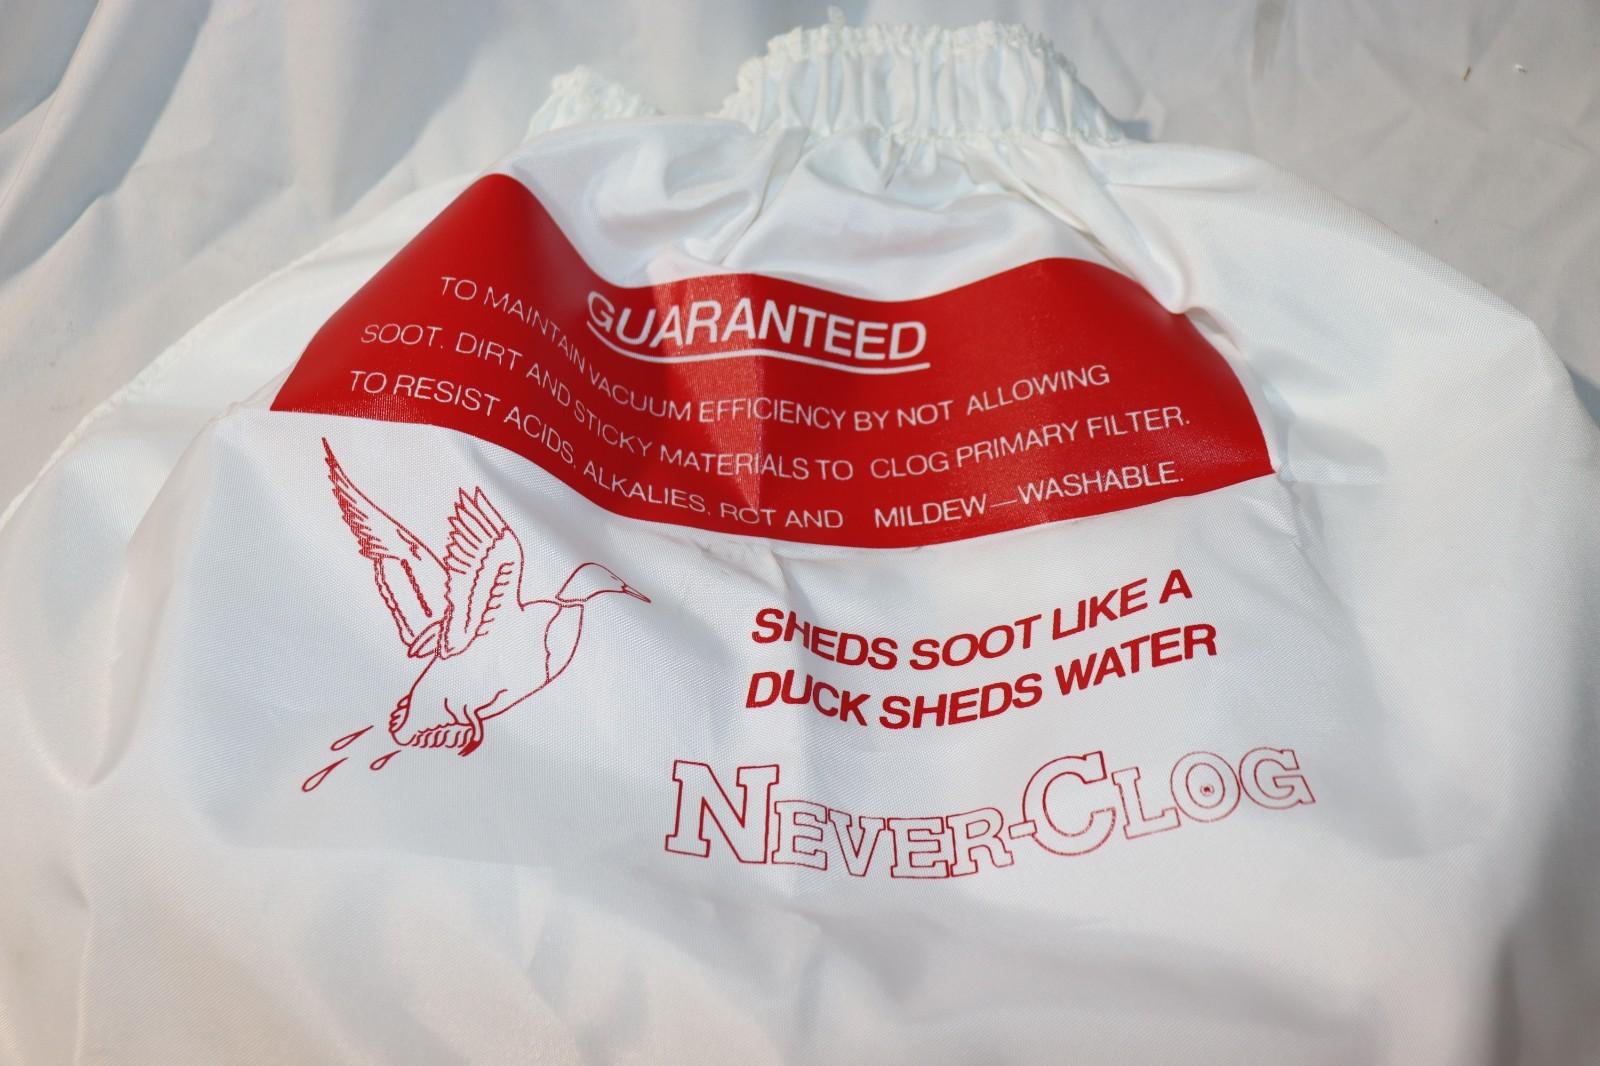 GUARANTEED
TO MAINTAIN VACUUM EFFICIENCY BY NOT ALLOWING
SOOT, DIRT AND STICKY MATERIALS TO CLOG PRIMARY FILTER.
TO RESIST ACIDS, ALKALIES, ROT AND MILDEW—WASHABLE.
SHEDS SOOT LIKE A
DUCK SHEDS WATER
NEVER-CLOG